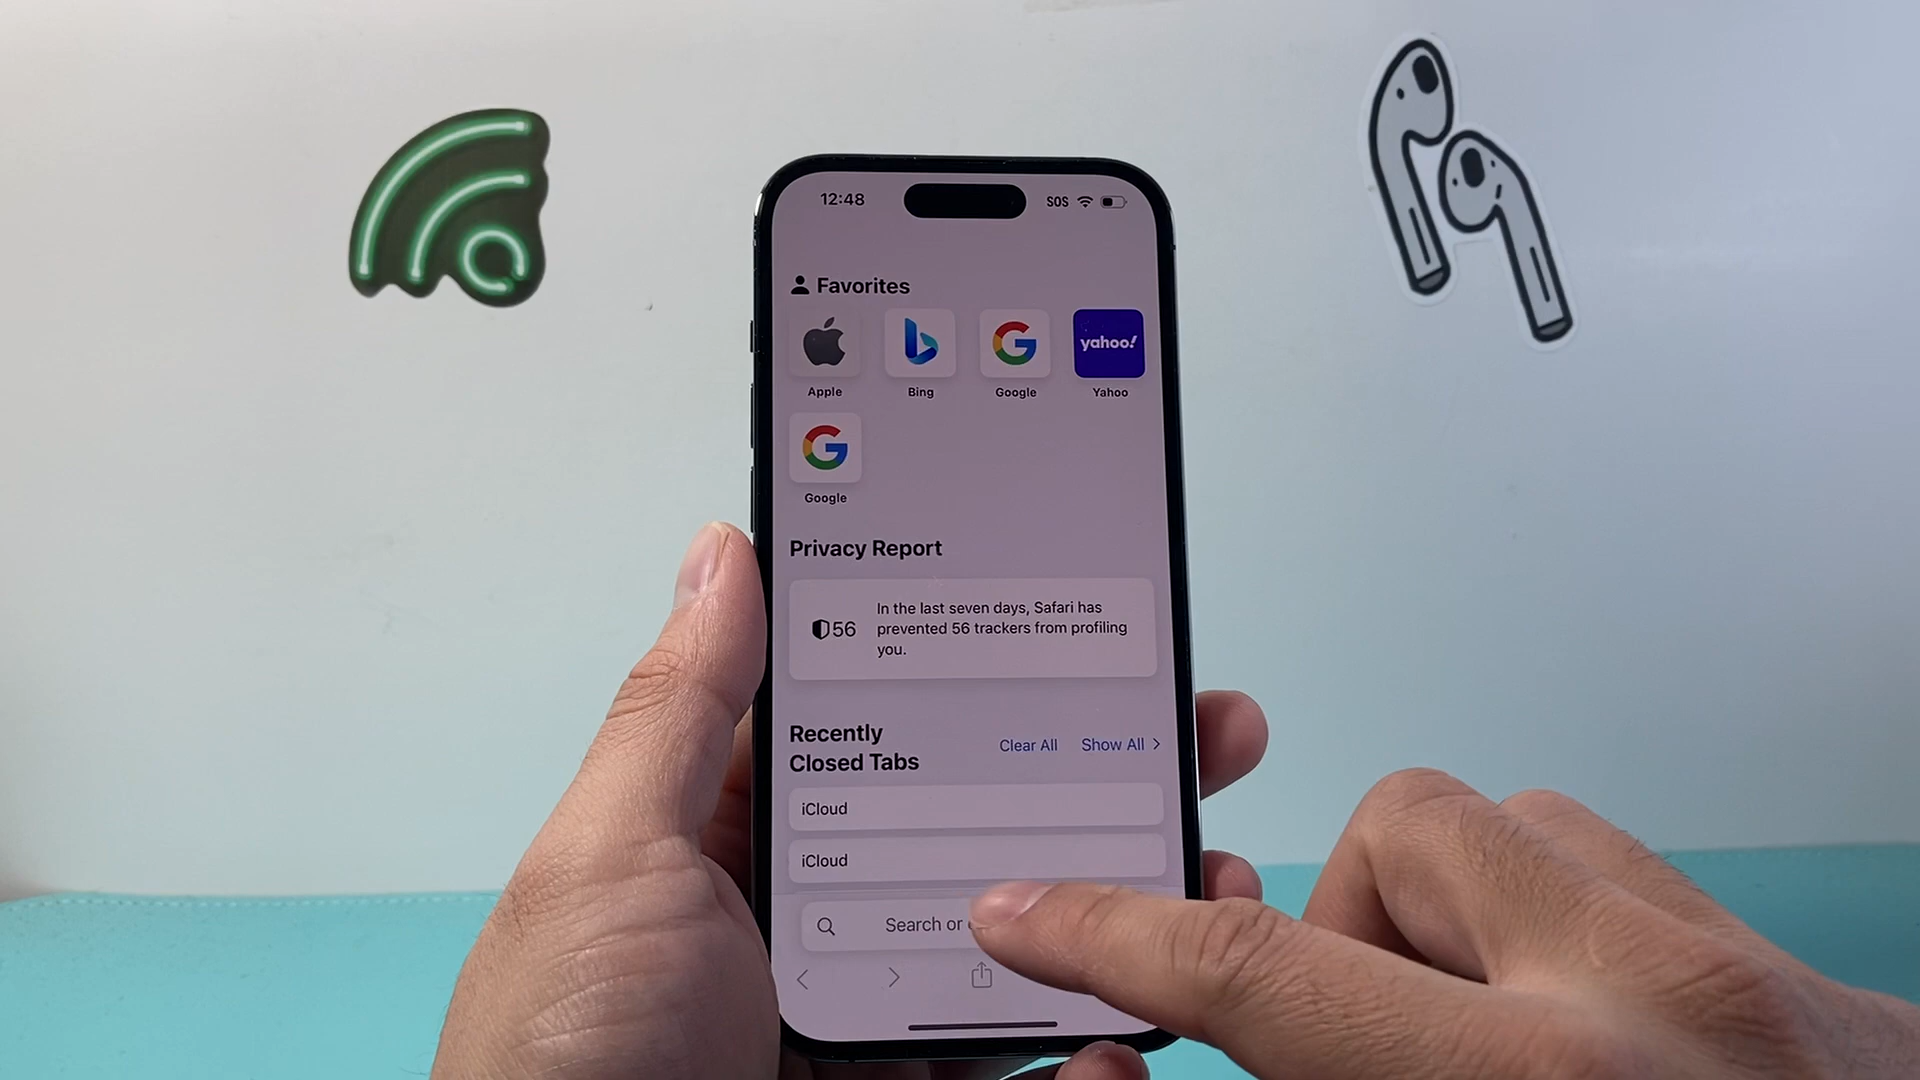 12:48
SOS
Favorites
yahoo!
Apple
Bing
Google
Yahoo
Google
Privacy Report
56
In the last seven days, Safari has
prevented 56 trackers from profiling
you.
Recently
Closed Tabs
Clear All
Show All
iCloud
iCloud
Search or